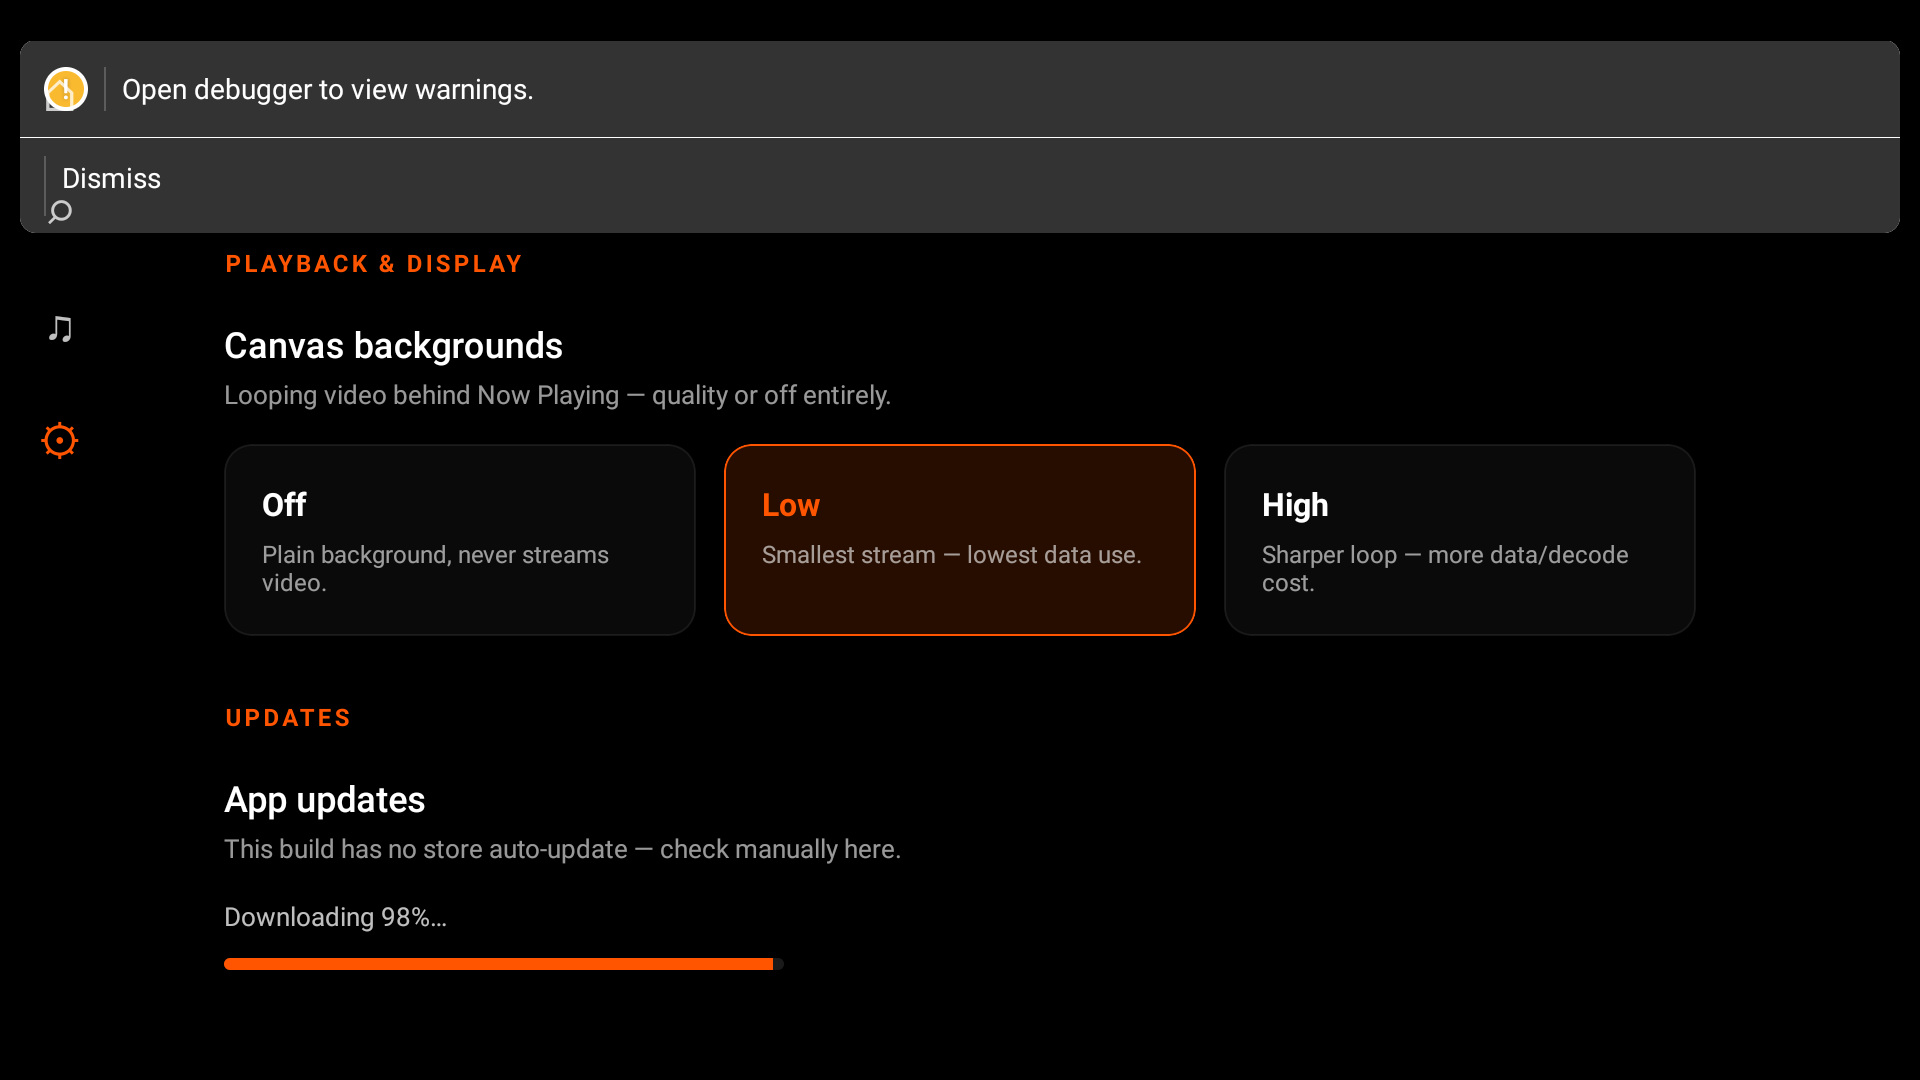 Open debugger to view warnings.
Dismiss
PLAYBACK & DISPLAY
Canvas backgrounds
Looping video behind Now Playing — quality or off entirely.
Off
Plain background, never streams
video.
Low
Smallest stream — lowest data use.
High
Sharper loop — more data/decode
cost.
UPDATES
App updates
This build has no store auto-update — check manually here.
Downloading 98%...